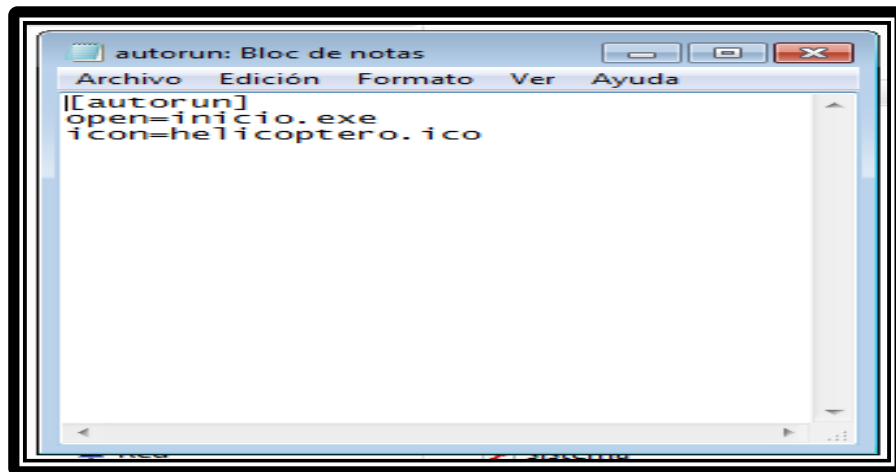 autorun: Bloc de notas
Archivo Edición Formato Ver Ayuda
[autorun]
open=inicio.exe
icon=helicoptero.ico